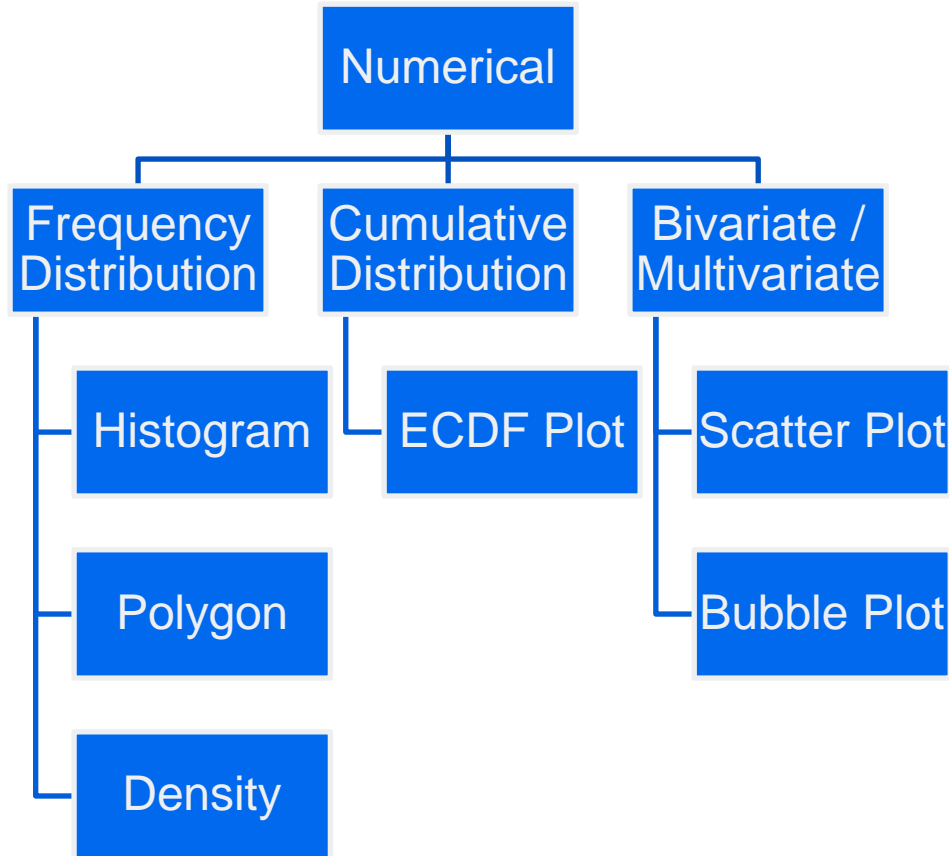 Numerical
Frequency
Distribution
Histogram
Polygon
Density
Cumulative
Distribution
ECDF Plot
Bivariate /
Multivariate
Scatter Plot
Bubble Plot